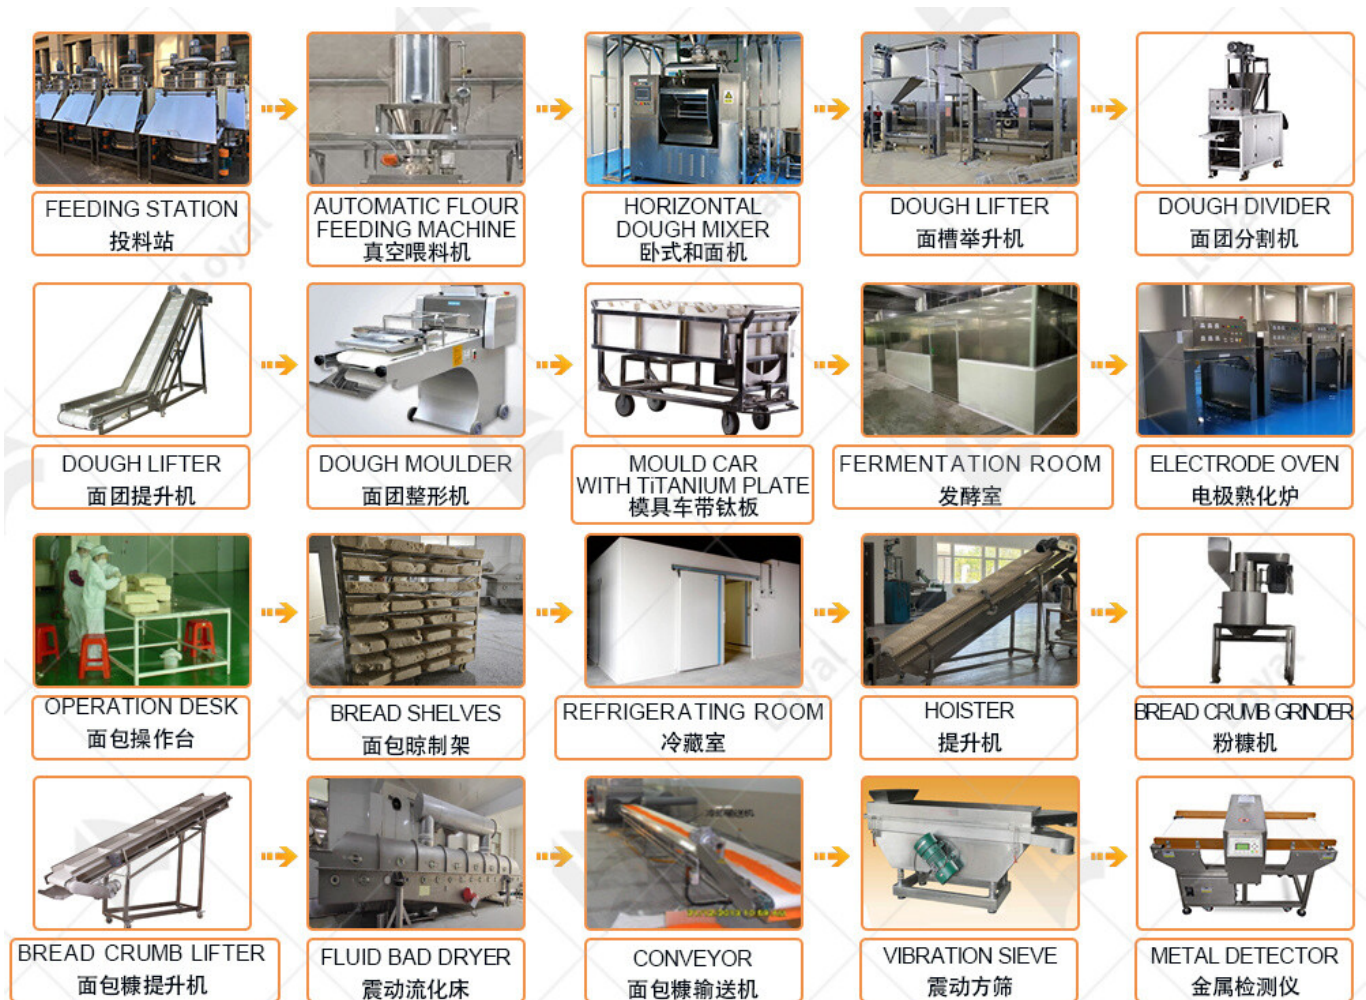 FEEDING STATION
投料站
AUTOMATIC FLOUR
FEEDING MACHINE
真空喂料机
HORIZONTAL
DOUGH MIXER
卧式和面机
DOUGH LIFTER
面槽举升机
DOUGH DIVIDER
面团分割机
DOUGH LIFTER
面团提升机
DOUGH MOULDER
面团整形机
MOULD CAR
WITH TiTANIUM PLATE
模具车带钛板
FERMENTATION ROOM
发酵室
ELECTRODE OVEN
电极熟化炉
OPERATION DESK
面包操作台
BREAD SHELVES
面包晾制架
REFRIGERATING ROOM
冷藏室
HOISTER
提升机
BREAD CRUMB GRINDER
粉糠机
BREAD CRUMB LIFTER
面包糠提升机
FLUID BAD DRYER
震动流化床
CONVEYOR
面包糠输送机
VIBRATION SIEVE
震动方筛
METAL DETECTOR
金属检测仪
Loyal
Loyal
Loyal
Loyal
Loyal